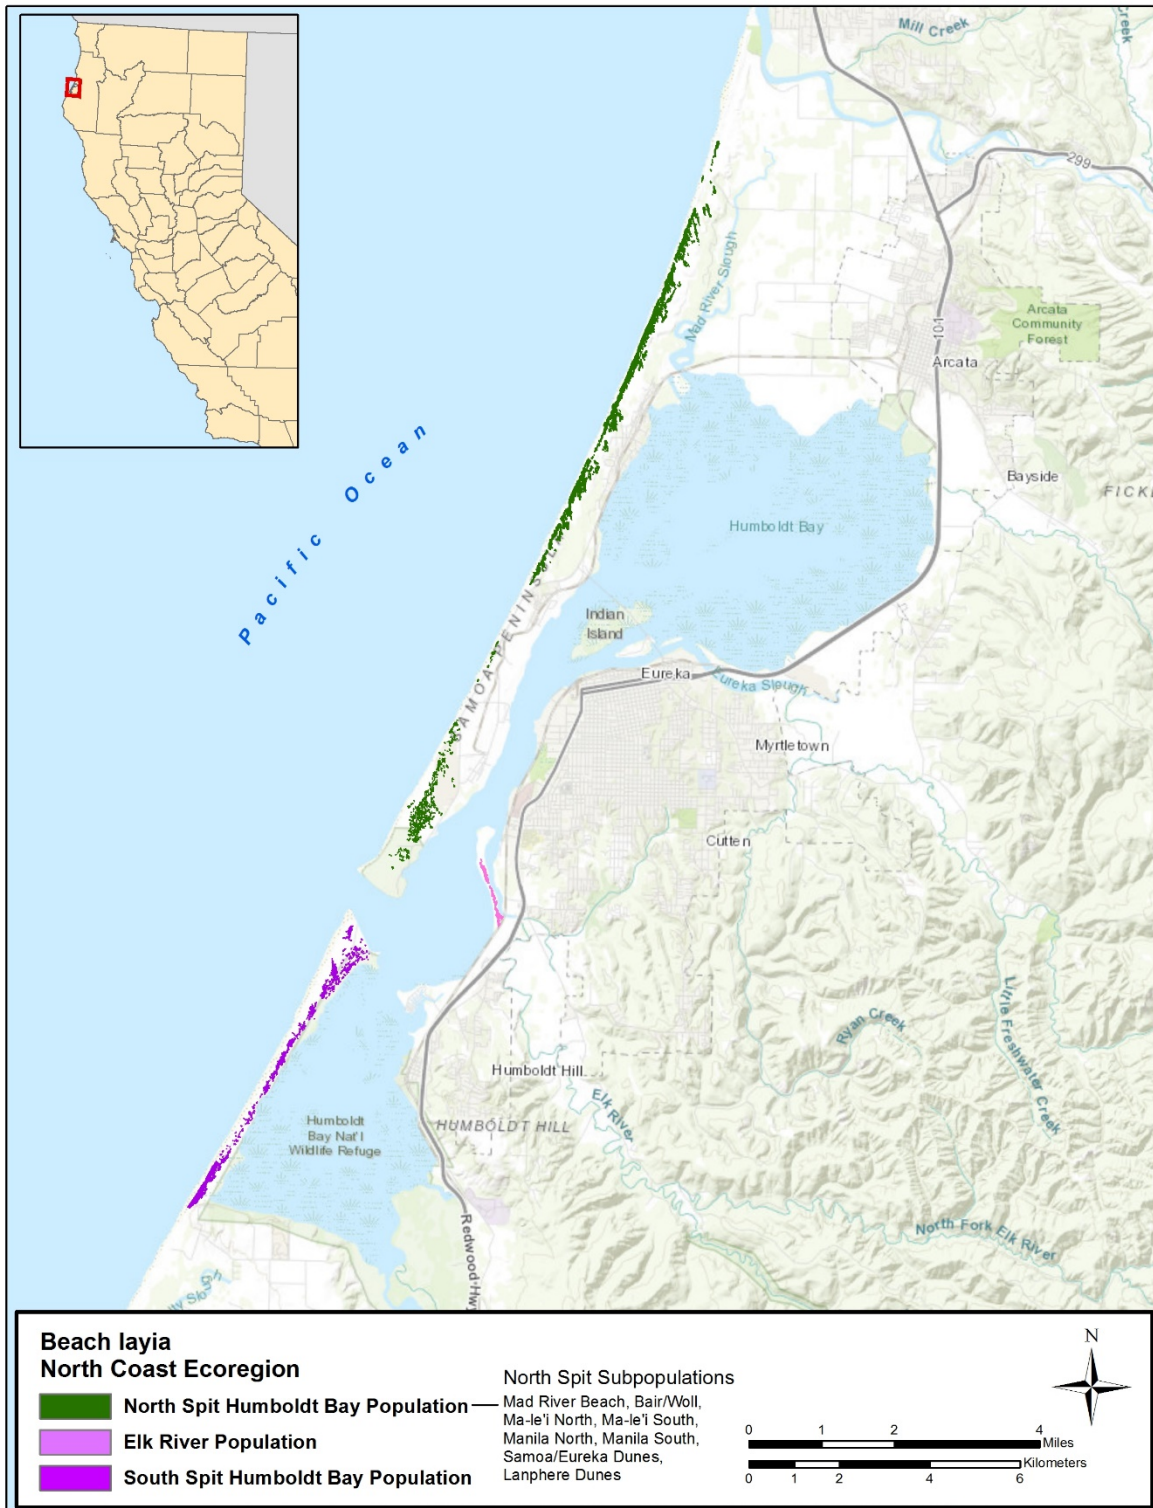 Mill Creek
299
Mad River Slough
Arcata
Community
Forest
101
Arcata
Pacific Ocean
Bayside
Humboldt Bay
SAMOA PENINSUL
Indian
Island
Eureka
Eureka Slough
Myrtletown
Cutten
Ryan Creek
Little Freshwater Creek
Humboldt Hill
Elk River
HUMBOLDT HILL
Humboldt
Bay Nat'l
Wildlife Refuge
North Fork Elk River
Redwood Hwy
Beach layia
North Coast Ecoregion
North Spit Humboldt Bay Population
Elk River Population
South Spit Humboldt Bay Population
North Spit Subpopulations
Mad River Beach, Bair/Woll,
Ma-le'i North, Ma-le'i South,
Manila North, Manila South,
Samoa/Eureka Dunes,
Lanphere Dunes
N
0 1 2 4
Miles
Kilometers
0 1 2 4 6